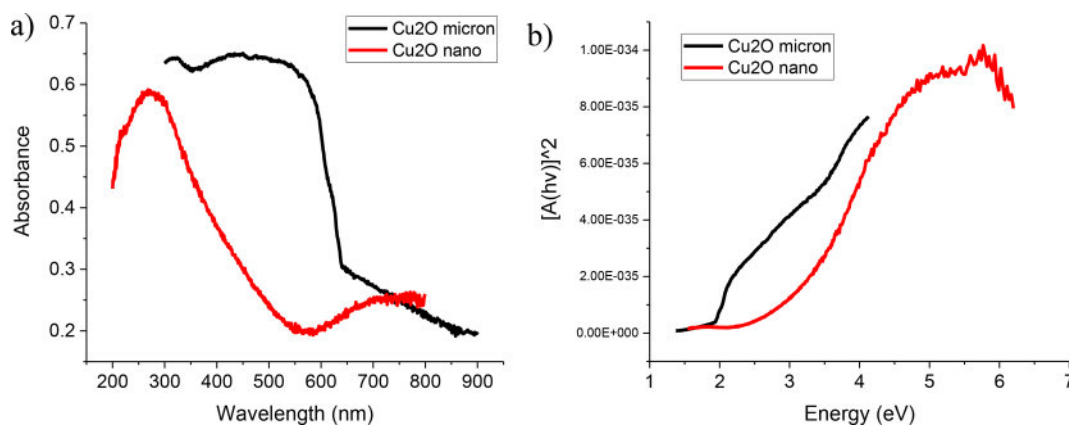 a)
0.7
0.6
0.5
0.4
0.3
0.2
Absorbance
Cu2O micron
Cu2O nano
200 300 400 500 600 700 800 900
Wavelength (nm)
b)
1.00E-034
8.00E-035
6.00E-035
4.00E-035
2.00E-035
0.00E+000
[A(hv)]^2
Cu2O micron
Cu2O nano
1 2 3 4 5 6 7
Energy (eV)